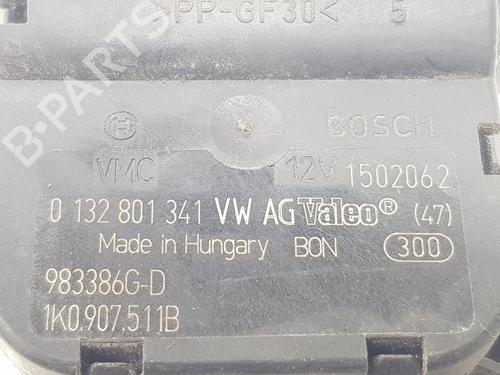 >PP-GF30< 5
BOSCH
VMC 12V 1502062
0 132 801 341 VW AG Valeo® (47)
Made in Hungary BON 300
983386G-D
1K0.907.511B
B-PARTS